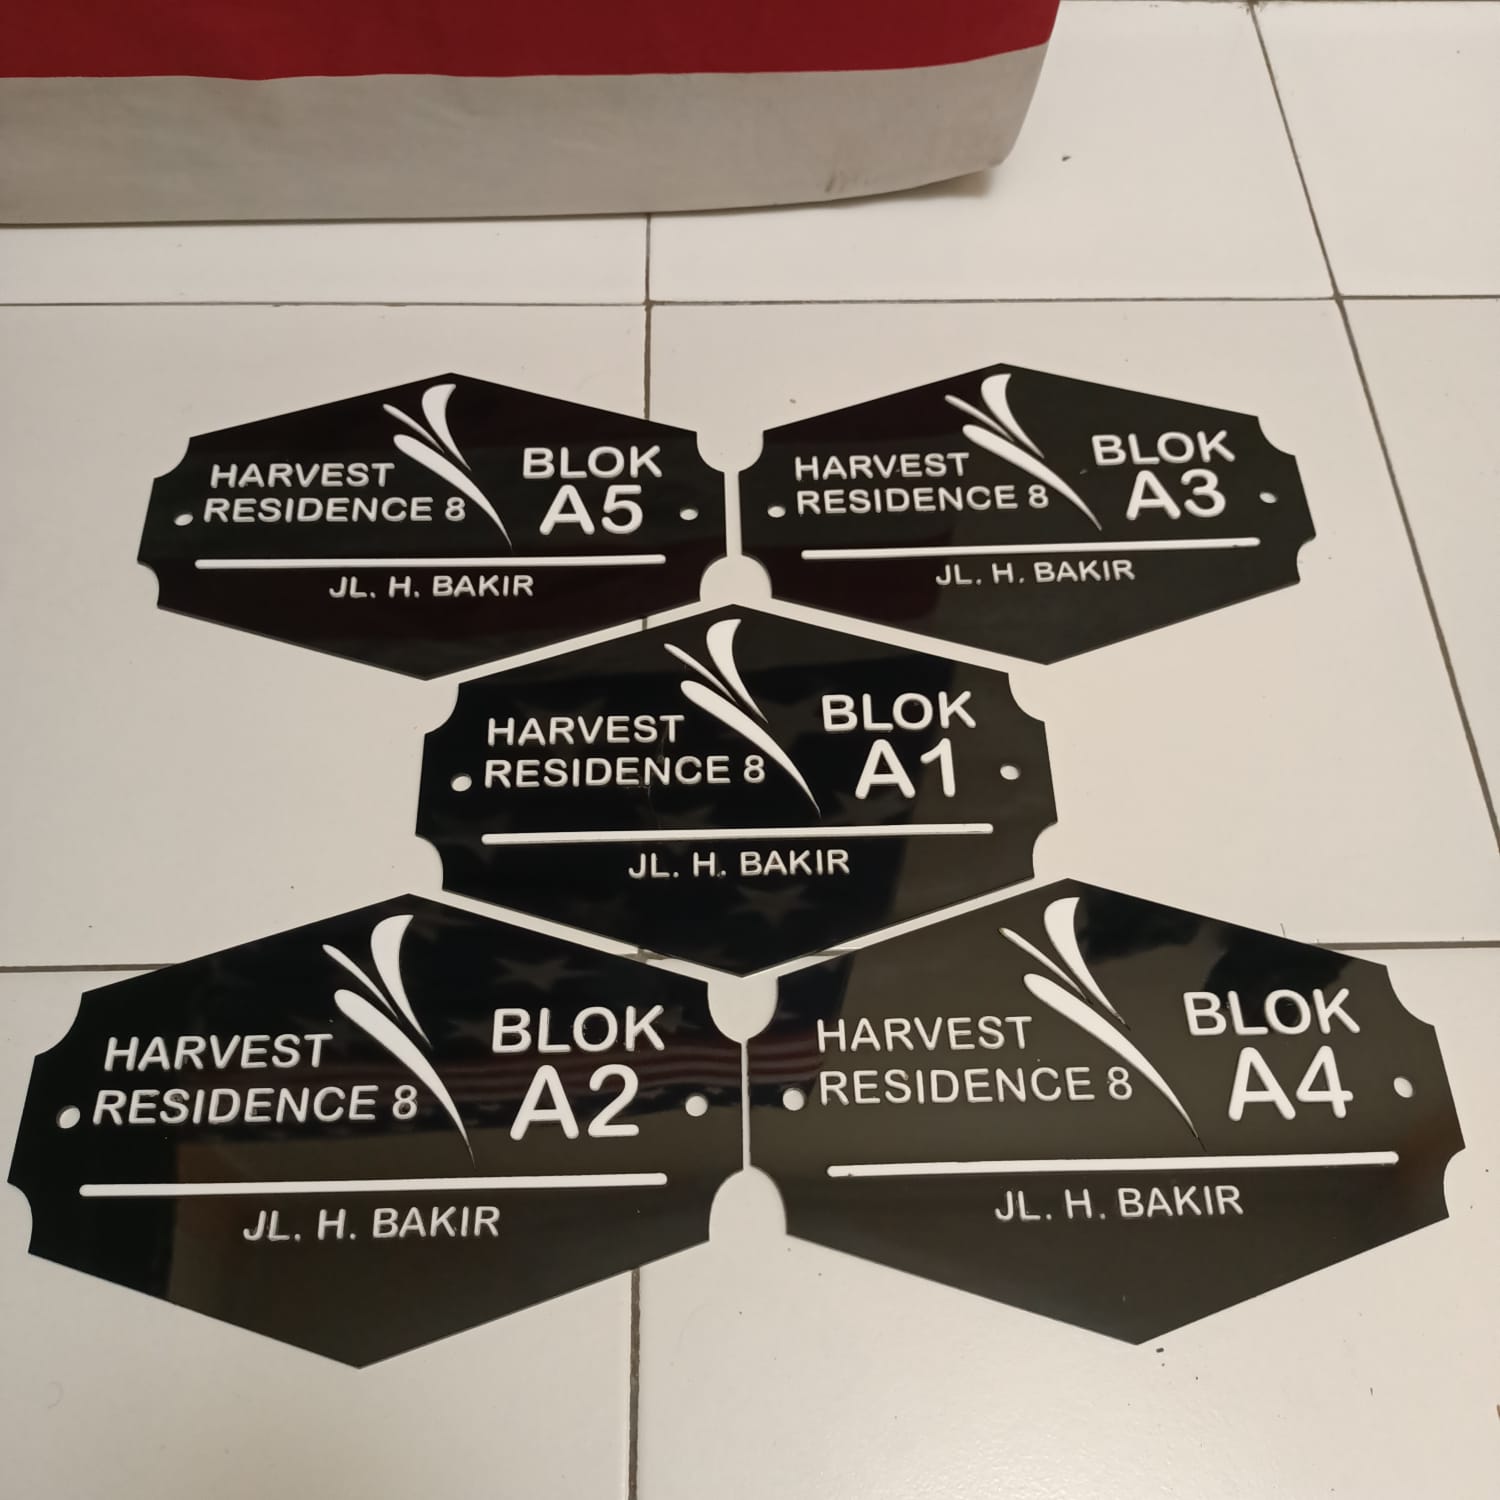 HARVEST
RESIDENCE 8
BLOK
A5
JL. H. BAKIR
HARVEST
RESIDENCE 8
BLOK
A3
JL. H. BAKIR
HARVEST
RESIDENCE 8
BLOK
A1
JL. H. BAKIR
HARVEST
RESIDENCE 8
BLOK
A2
JL. H. BAKIR
HARVEST
RESIDENCE 8
BLOK
A4
JL. H. BAKIR